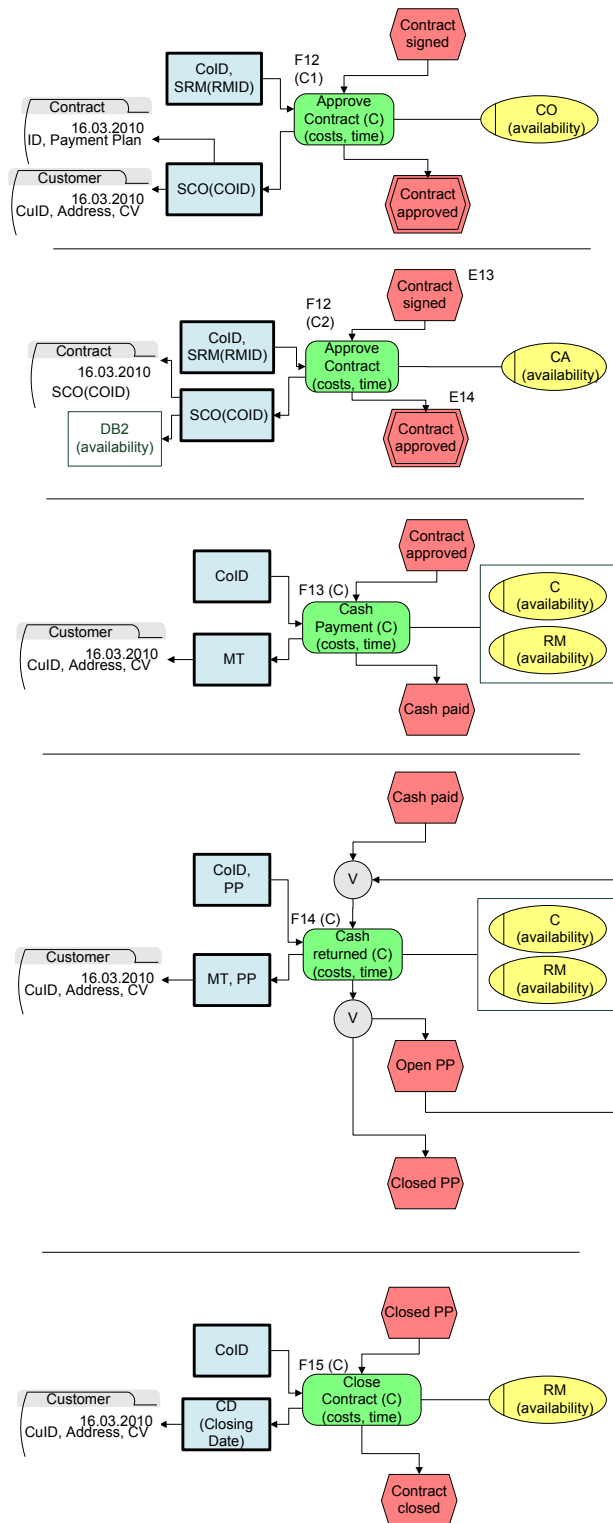 Contract
signed
F12
(C1)
CoID,
SRM(RMID)
Approve
Contract (C)
(costs, time)
CO
(availability)
Contract
16.03.2010
ID, Payment Plan
Customer
16.03.2010
CuID, Address, CV
SCO(COID)
Contract
approved
Contract
signed
E13
F12
(C2)
CoID,
SRM(RMID)
Approve
Contract
(costs, time)
CA
(availability)
Contract
16.03.2010
SCO(COID)
SCO(COID)
DB2
(availability)
E14
Contract
approved
Contract
approved
CoID
F13 (C)
Cash
Payment (C)
(costs, time)
C
(availability)
RM
(availability)
Customer
16.03.2010
CuID, Address, CV
MT
Cash paid
Cash paid
V
CoID,
PP
F14 (C)
Cash
returned (C)
(costs, time)
C
(availability)
RM
(availability)
Customer
16.03.2010
CuID, Address, CV
MT, PP
V
Open PP
Closed PP
Closed PP
CoID
F15 (C)
Close
Contract (C)
(costs, time)
RM
(availability)
Customer
16.03.2010
CuID, Address, CV
CD
(Closing
Date)
Contract
closed